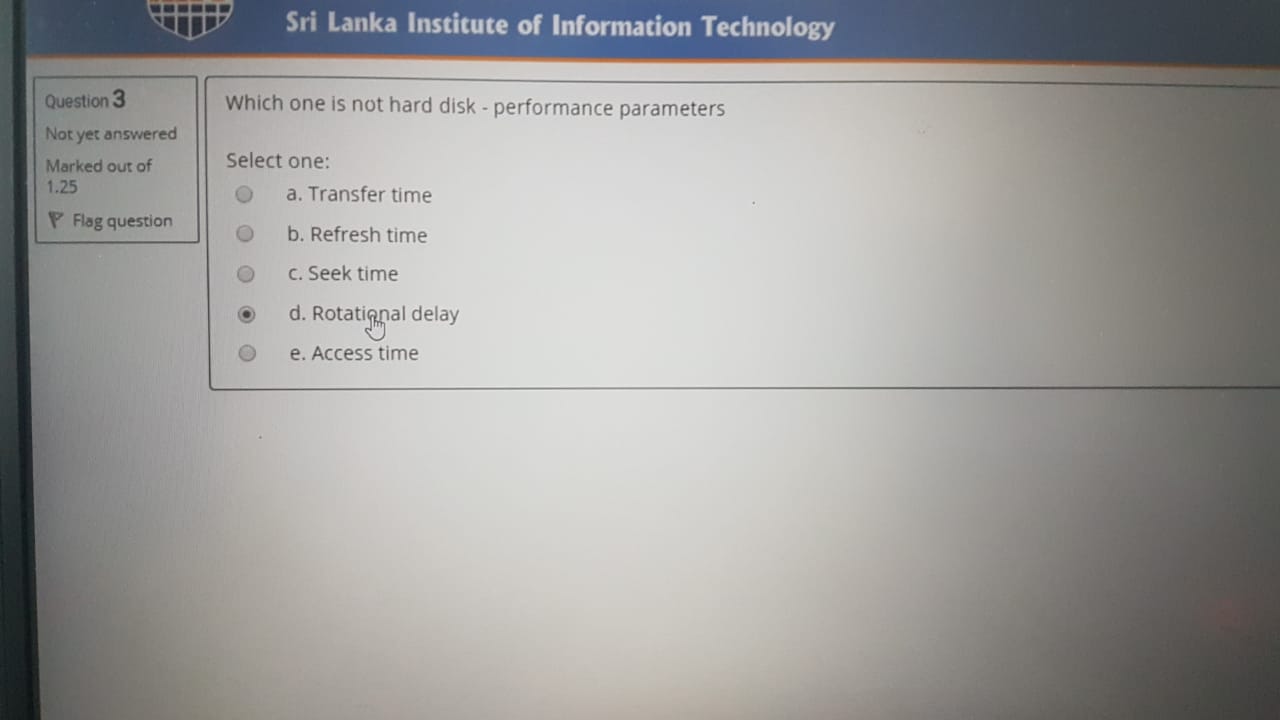 Sri Lanka Institute of Information Technology
Question 3
Not yet answered
Marked out of
1.25
Flag question
Which one is not hard disk - performance parameters
Select one:
a. Transfer time
b. Refresh time
c. Seek time
d. Rotational delay
e. Access time